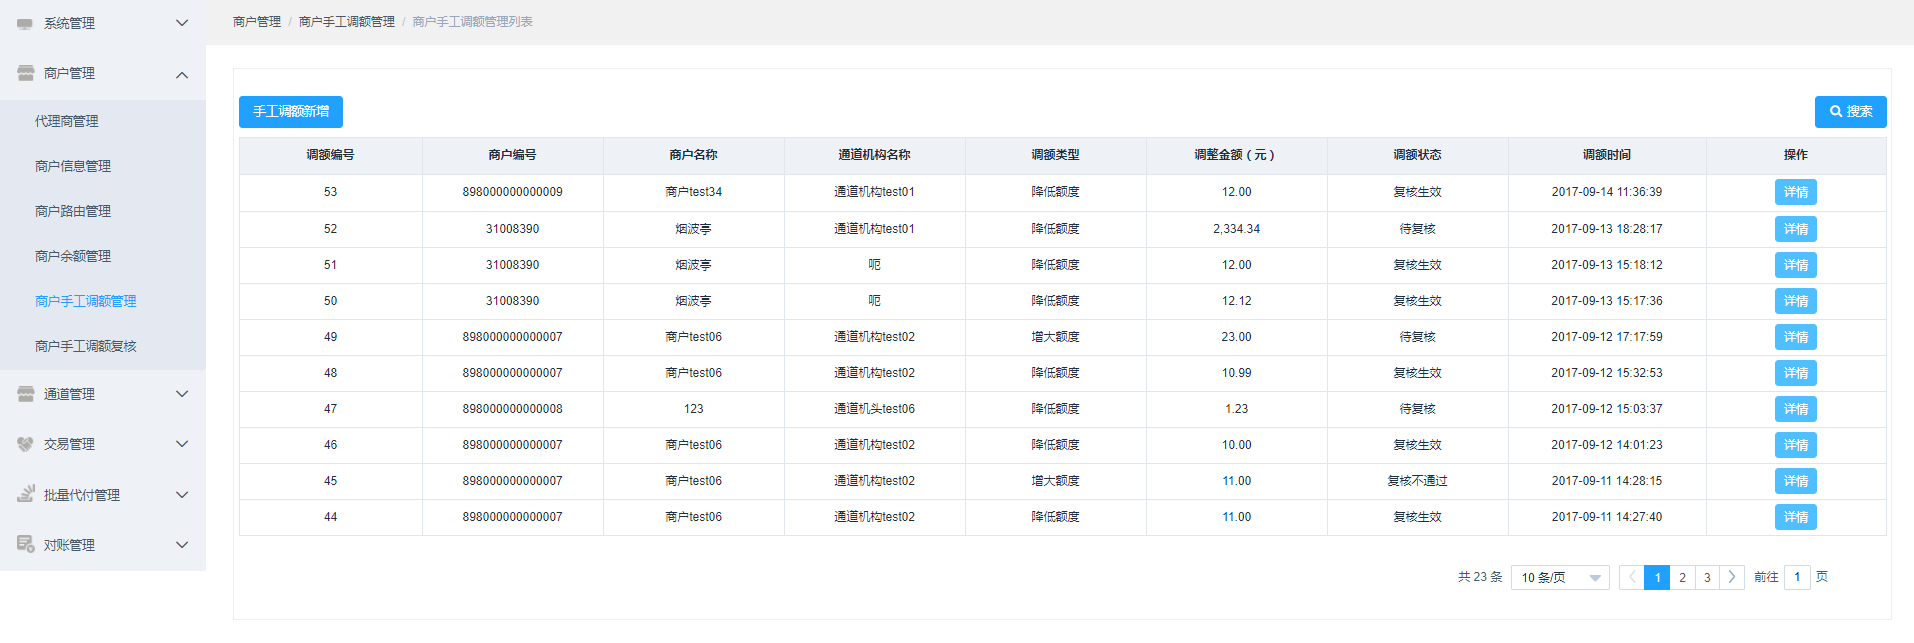 系统管理
商户管理
代理商管理
商户信息管理
商户路由管理
商户余额管理
商户手工调额管理
商户手工调额复核
通道管理
交易管理
批量代付管理
对账管理
商户管理 / 商户手工调额管理 / 商户手工调额管理列表
手工调额新增 搜索
调额编号 商户编号 商户名称 通道机构名称 调额类型 调整金额（元） 调额状态 调额时间 操作
53 898000000000009 商户test34 通道机构test01 降低额度 12.00 复核生效 2017-09-14 11:36:39 详情
52 31008390 烟波亭 通道机构test01 降低额度 2,334.34 待复核 2017-09-13 18:28:17 详情
51 31008390 烟波亭 呃 降低额度 12.00 复核生效 2017-09-13 15:18:12 详情
50 31008390 烟波亭 呃 降低额度 12.12 复核生效 2017-09-13 15:17:36 详情
49 898000000000007 商户test06 通道机构test02 增大额度 23.00 待复核 2017-09-12 17:17:59 详情
48 898000000000007 商户test06 通道机构test02 降低额度 10.99 复核生效 2017-09-12 15:32:53 详情
47 898000000000008 123 通道机头test06 降低额度 1.23 待复核 2017-09-12 15:03:37 详情
46 898000000000007 商户test06 通道机构test02 降低额度 10.00 复核生效 2017-09-12 14:01:23 详情
45 898000000000007 商户test06 通道机构test02 增大额度 11.00 复核不通过 2017-09-11 14:28:15 详情
44 898000000000007 商户test06 通道机构test02 降低额度 11.00 复核生效 2017-09-11 14:27:40 详情
共 23 条 10 条/页 1 2 3 前往 1 页